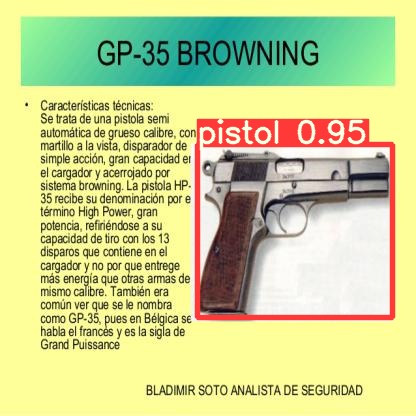 GP-35 BROWNING
• Características técnicas:
Se trata de una pistola semi
automática de grueso calibre, con
martillo a la vista, disparador de
simple acción, gran capacidad en
el cargador y acerrojado por
sistema browning. La pistola HP-
35 recibe su denominación por e
término High Power, gran
potencia, refiriéndose a su
capacidad de tiro con los 13
disparos que contiene en el
cargador y no por que entrege
más energía que otras armas de
mismo calibre. También era
común ver que se le nombra
como GP-35, pues en Bélgica se
habla el francés y es la sigla de
Grand Puissance
pistol 0.95
BLADIMIR SOTO ANALISTA DE SEGURIDAD